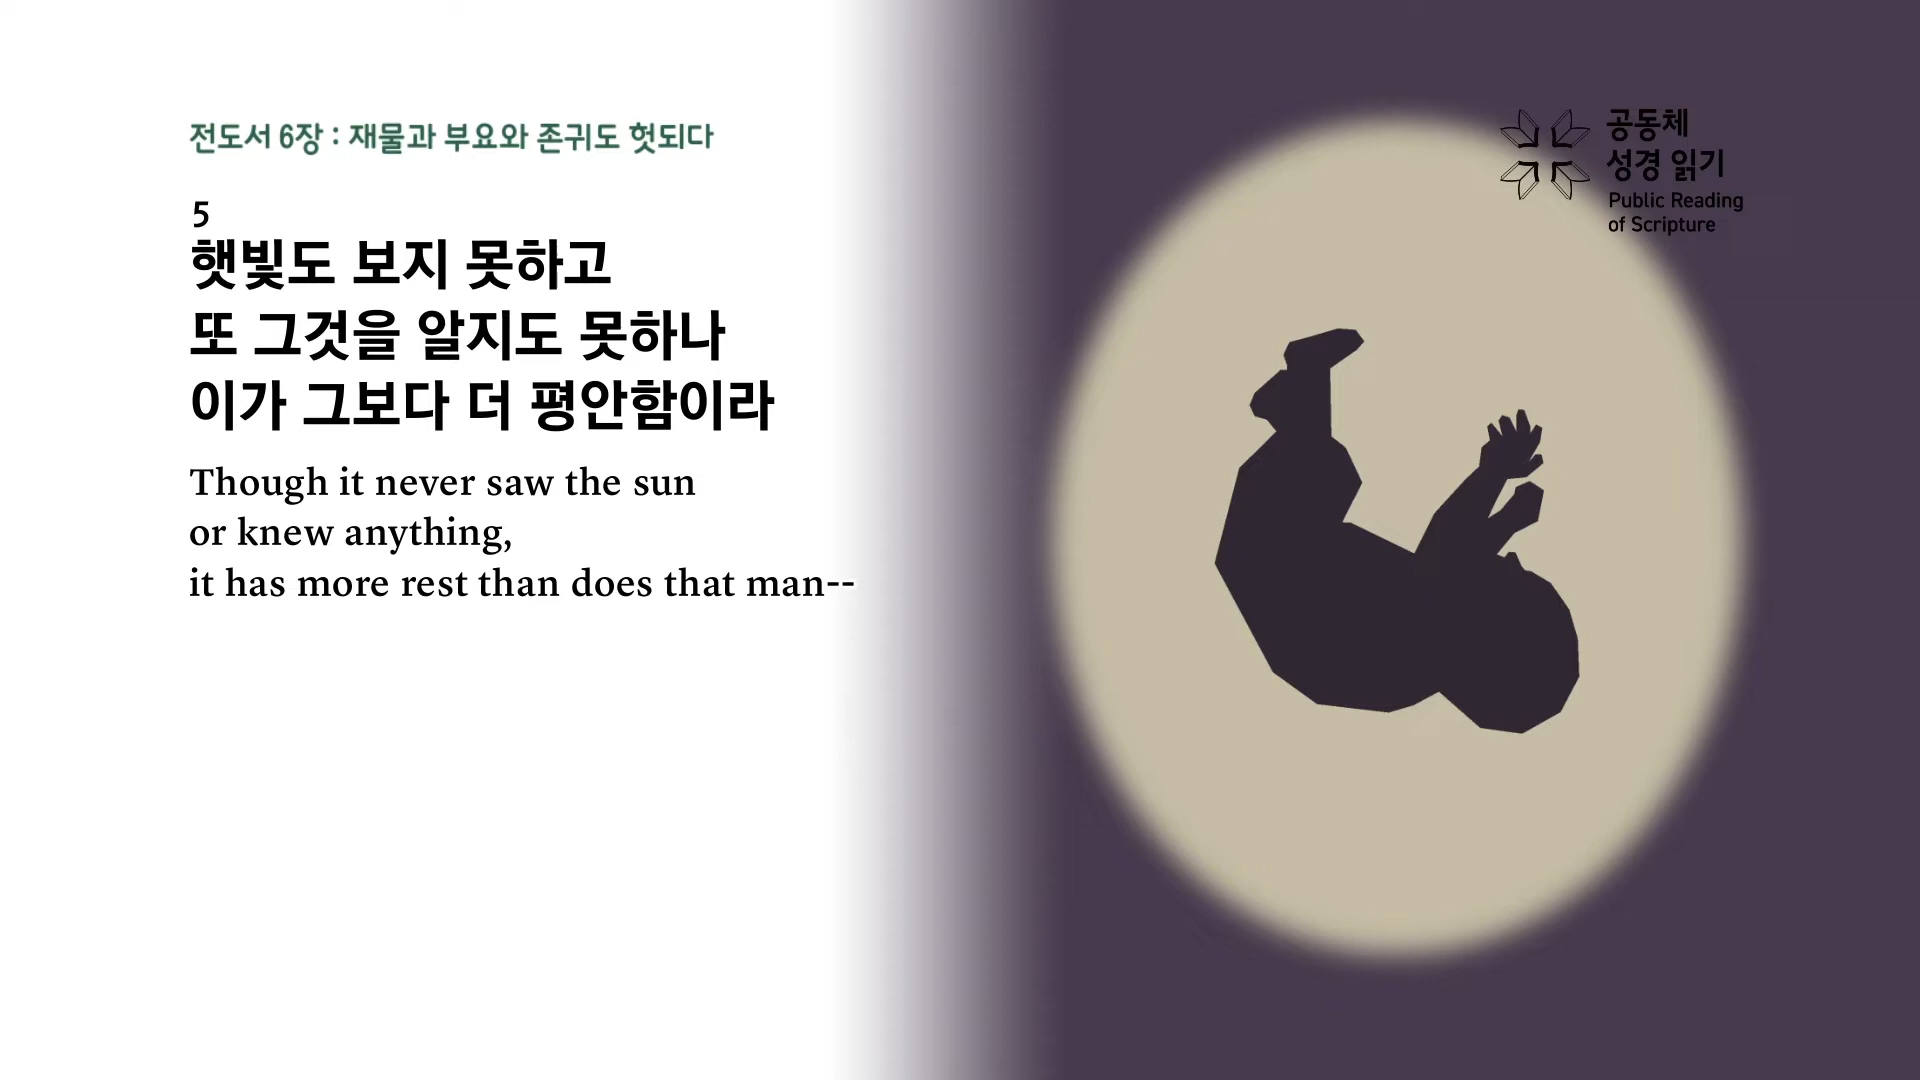 전도서 6장 : 재물과 부요와 존귀도 헛되다
5
햇빛도 보지 못하고
또 그것을 알지도 못하나
이가 그보다 더 평안함이라
Though it never saw the sun
or knew anything,
it has more rest than does that man--
공동체
성경 읽기
Public Reading
of Scripture